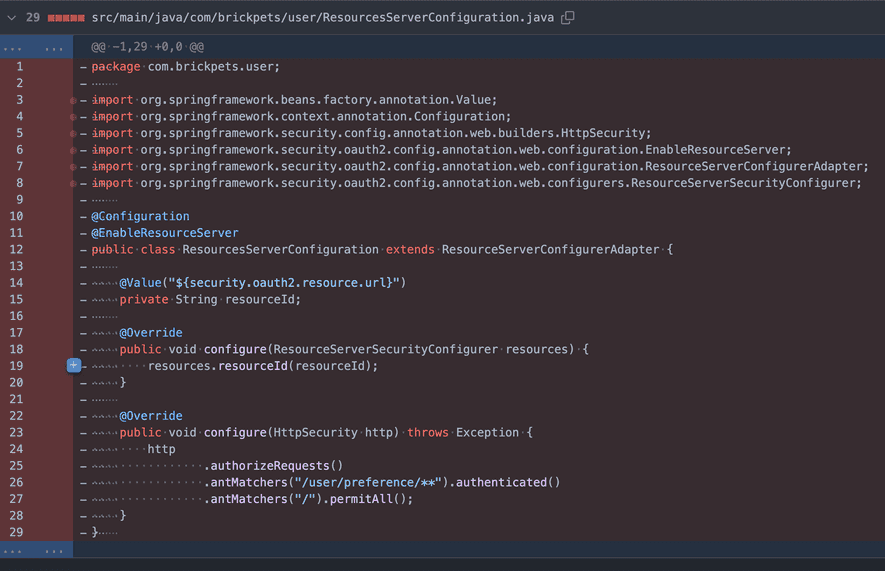 29 src/main/java/com/brickpets/user/ResourcesServerConfiguration.java
... ... @@ -1,29 +0,0 @@
1 - package com.brickpets.user;
2 -
3 - import org.springframework.beans.factory.annotation.Value;
4 - import org.springframework.context.annotation.Configuration;
5 - import org.springframework.security.config.annotation.web.builders.HttpSecurity;
6 - import org.springframework.security.oauth2.config.annotation.web.configuration.EnableResourceServer;
7 - import org.springframework.security.oauth2.config.annotation.web.configuration.ResourceServerConfigurerAdapter;
8 - import org.springframework.security.oauth2.config.annotation.web.configurers.ResourceServerSecurityConfigurer;
9 -
10 - @Configuration
11 - @EnableResourceServer
12 - public class ResourcesServerConfiguration extends ResourceServerConfigurerAdapter {
13 -
14 -     @Value("${security.oauth2.resource.url}")
15 -     private String resourceId;
16 -
17 -     @Override
18 -     public void configure(ResourceServerSecurityConfigurer resources) {
19 + -         resources.resourceId(resourceId);
20 -     }
21 -
22 -     @Override
23 -     public void configure(HttpSecurity http) throws Exception {
24 -         http
25 -                 .authorizeRequests()
26 -                 .antMatchers("/user/preference/**").authenticated()
27 -                 .antMatchers("/").permitAll();
28 -     }
29 - }
... ...